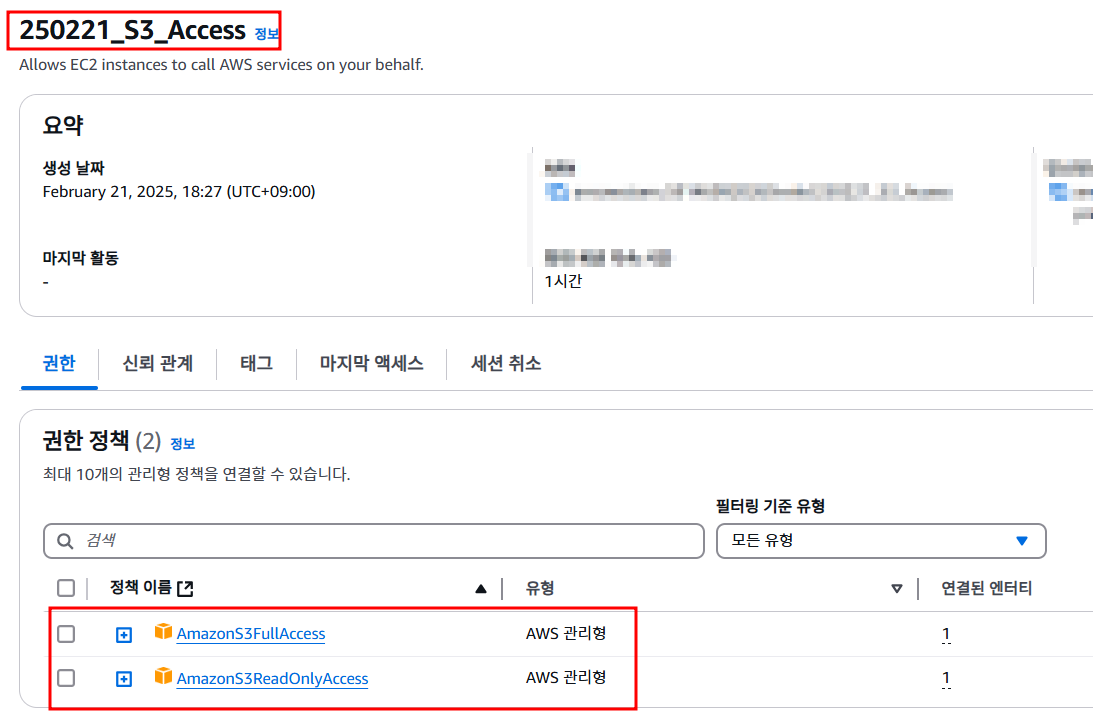 250221_S3_Access 정보
Allows EC2 instances to call AWS services on your behalf.
요약
생성 날짜
February 21, 2025, 18:27 (UTC+09:00)
마지막 활동
-
1시간
권한 신뢰 관계 태그 마지막 액세스 세션 취소
권한 정책 (2) 정보
최대 10개의 관리형 정책을 연결할 수 있습니다.
필터링 기준 유형
검색 모든 유형
정책 이름 유형 연결된 엔터티
AmazonS3FullAccess AWS 관리형 1
AmazonS3ReadOnlyAccess AWS 관리형 1